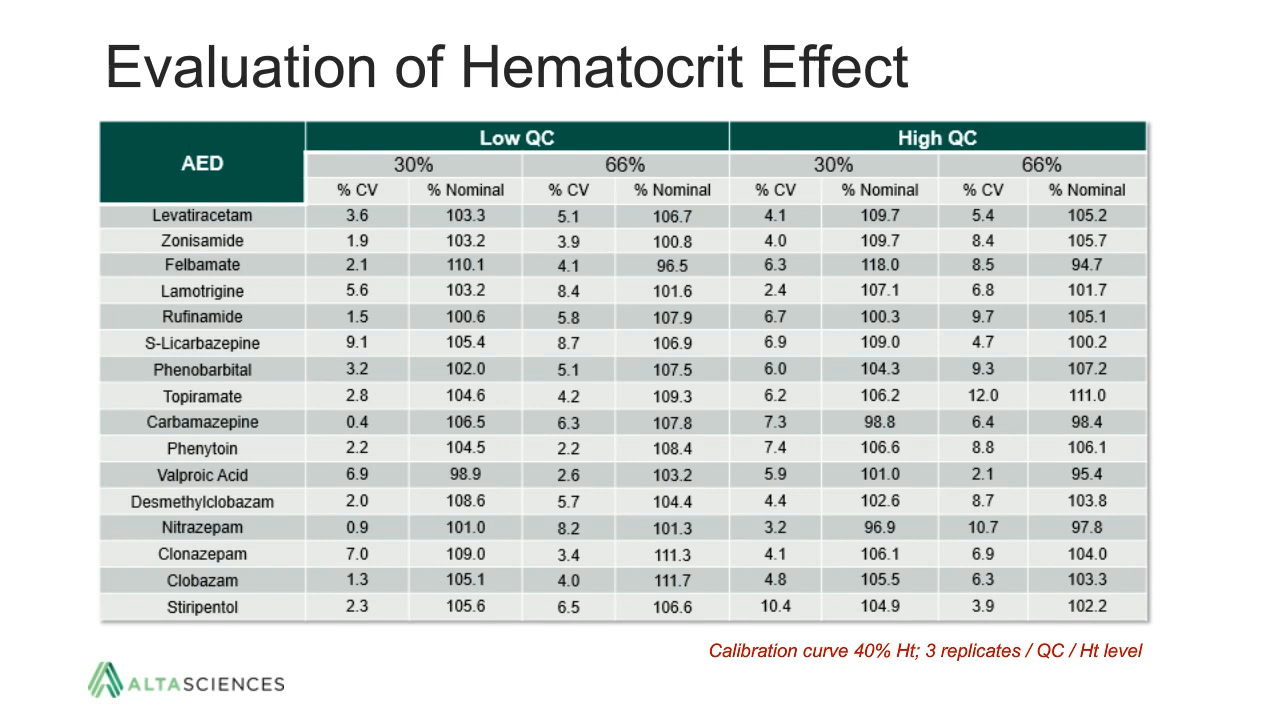 Evaluation of Hematocrit Effect
AED Low QC High QC
30% 66% 30% 66%
% CV % Nominal % CV % Nominal % CV % Nominal % CV % Nominal
Levatiracetam 3.6 103.3 5.1 106.7 4.1 109.7 5.4 105.2
Zonisamide 1.9 103.2 3.9 100.8 4.0 109.7 8.4 105.7
Felbamate 2.1 110.1 4.1 96.5 6.3 118.0 8.5 94.7
Lamotrigine 5.6 103.2 8.4 101.6 2.4 107.1 6.8 101.7
Rufinamide 1.5 100.6 5.8 107.9 6.7 100.3 9.7 105.1
S-Licarbazepine 9.1 105.4 8.7 106.9 6.9 109.0 4.7 100.2
Phenobarbital 3.2 102.0 5.1 107.5 6.0 104.3 9.3 107.2
Topiramate 2.8 104.6 4.2 109.3 6.2 106.2 12.0 111.0
Carbamazepine 0.4 106.5 6.3 107.8 7.3 98.8 6.4 98.4
Phenytoin 2.2 104.5 2.2 108.4 7.4 106.6 8.8 106.1
Valproic Acid 6.9 98.9 2.6 103.2 5.9 101.0 2.1 95.4
Desmethylclobazam 2.0 108.6 5.7 104.4 4.4 102.6 8.7 103.8
Nitrazepam 0.9 101.0 8.2 101.3 3.2 96.9 10.7 97.8
Clonazepam 7.0 109.0 3.4 111.3 4.1 106.1 6.9 104.0
Clobazam 1.3 105.1 4.0 111.7 4.8 105.5 6.3 103.3
Stiripentol 2.3 105.6 6.5 106.6 10.4 104.9 3.9 102.2
Calibration curve 40% Ht; 3 replicates / QC / Ht level
ALTASCIENCES